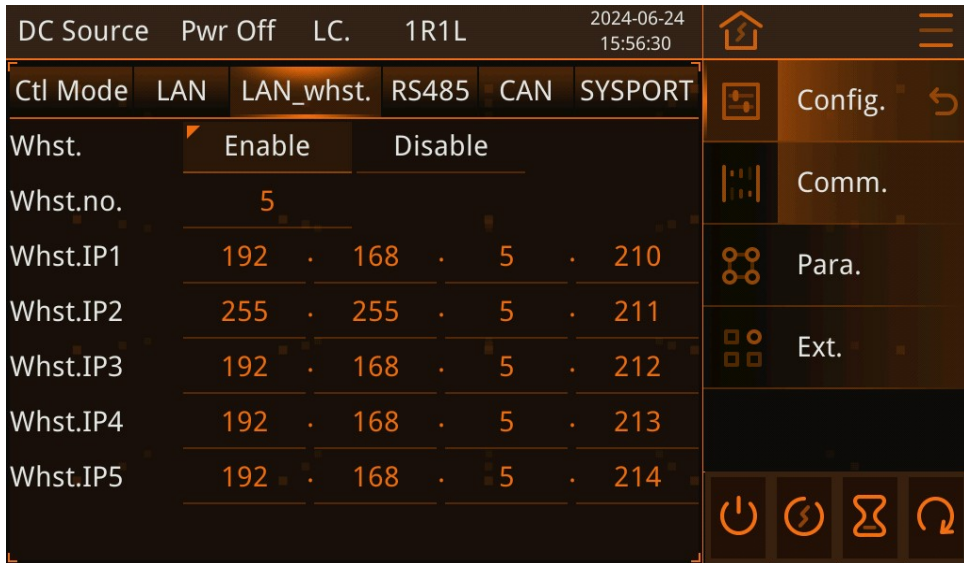 DC Source Pwr Off LC. 1R1L 2024-06-24
15:56:30
Ctl Mode LAN LAN_whst. RS485 CAN SYSPORT
Whst. Enable Disable
Whst.no. 5
Whst.IP1 192 . 168 . 5 . 210
Whst.IP2 255 . 255 . 5 . 211
Whst.IP3 192 . 168 . 5 . 212
Whst.IP4 192 . 168 . 5 . 213
Whst.IP5 192 . 168 . 5 . 214
Config.
Comm.
Para.
Ext.